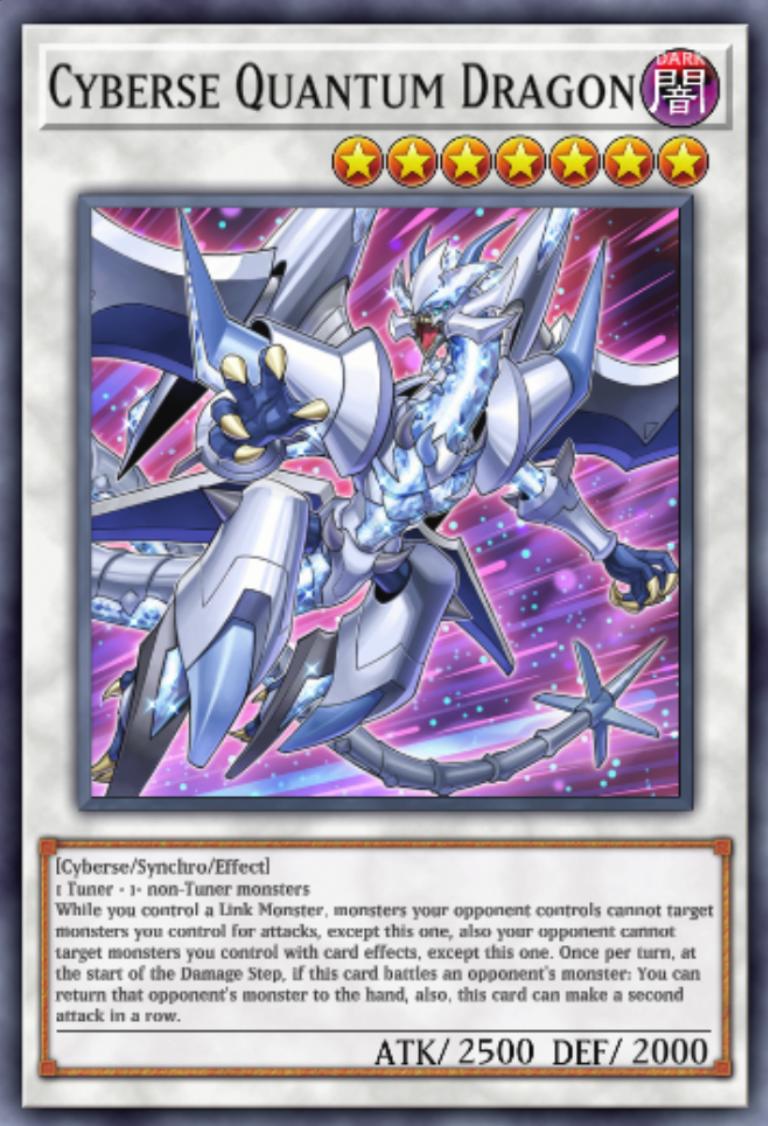 CYBERSE QUANTUM DRAGON
DARK
闇
[Cyberse/Synchro/Effect]
1 Tuner + 1+ non-Tuner monsters
While you control a Link Monster, monsters your opponent controls cannot target
monsters you control for attacks, except this one, also your opponent cannot
target monsters you control with card effects, except this one. Once per turn, at
the start of the Damage Step, if this card battles an opponent's monster: You can
return that opponent's monster to the hand, also, this card can make a second
attack in a row.
ATK/ 2500 DEF/ 2000